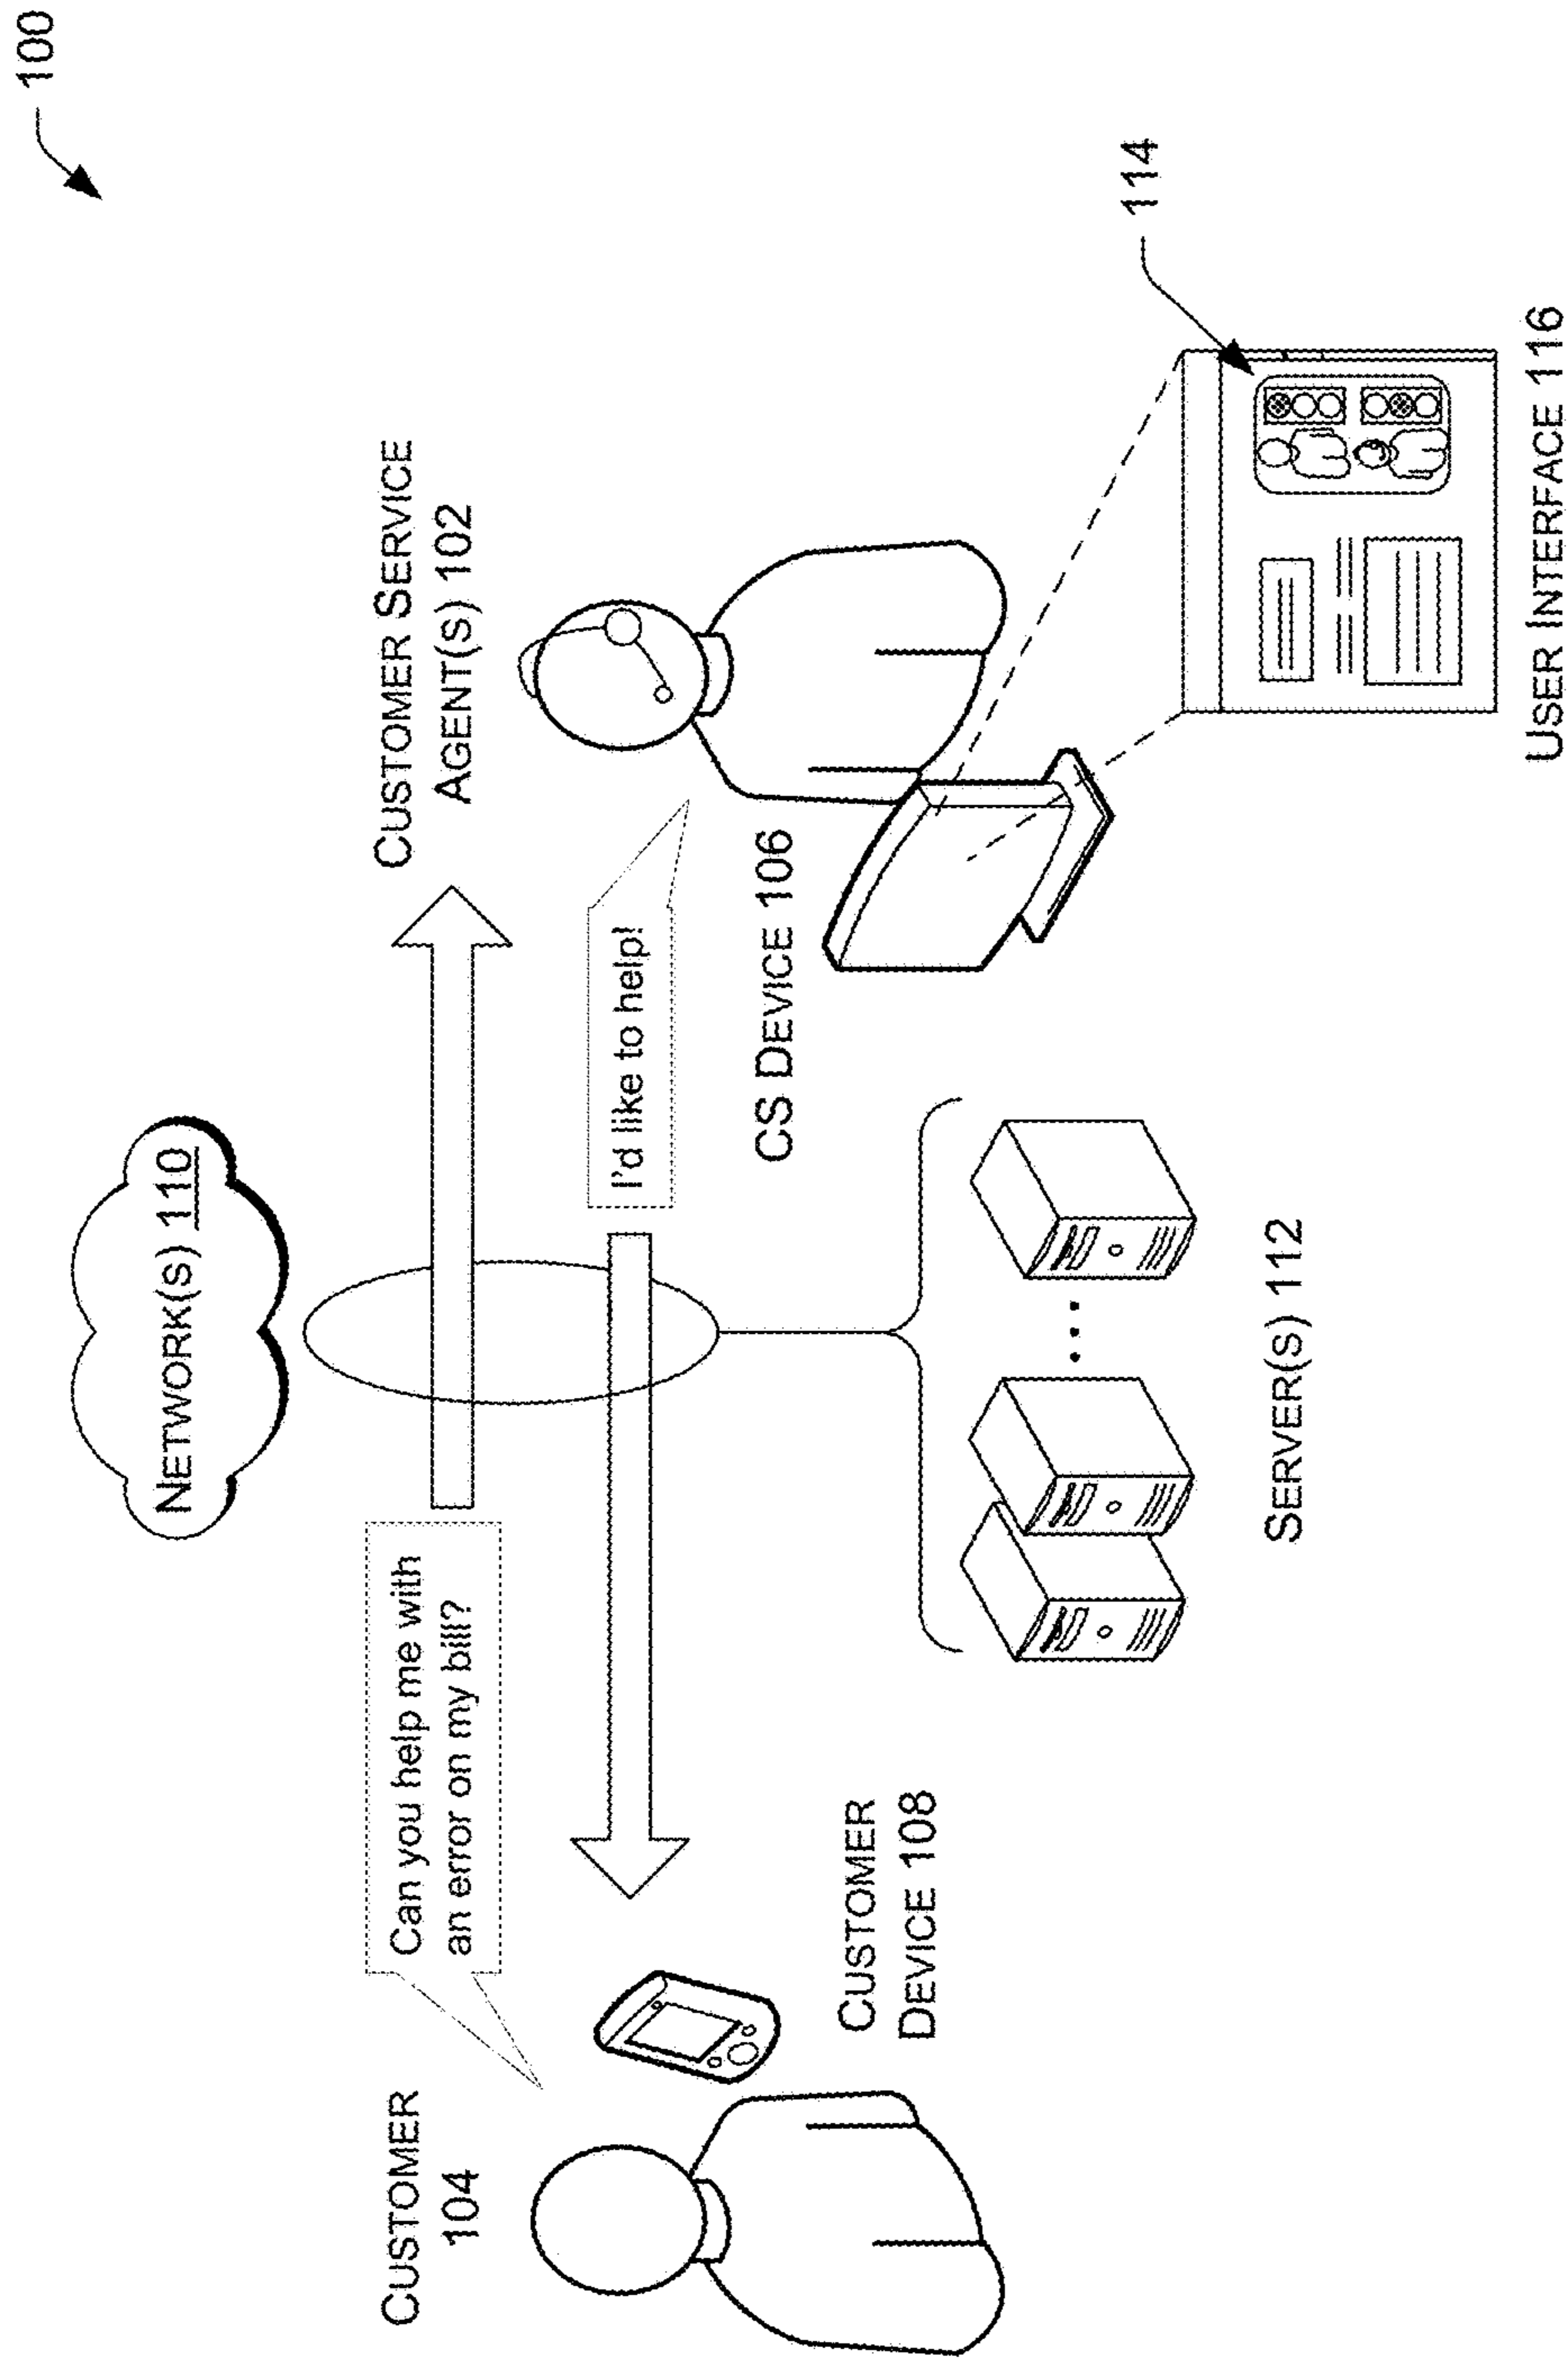 100
NETWORK(S) 110
CUSTOMER
104
Can you help me with
an error on my bill?
CUSTOMER SERVICE
AGENT(S) 102
I'd like to help!
CUSTOMER
DEVICE 108
CS DEVICE 106
114
SERVER(S) 112
USER INTERFACE 116